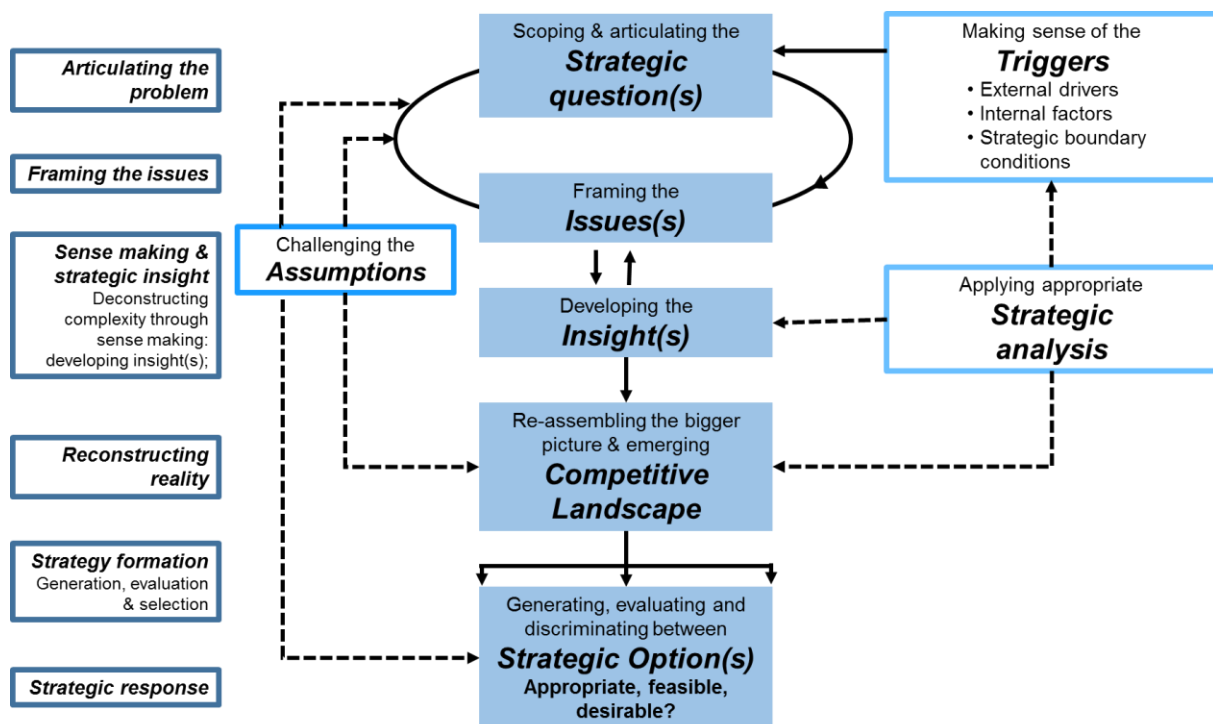 Articulating the
problem
Framing the issues
Sense making &
strategic insight
Deconstructing
complexity through
sense making:
developing insight(s);
Reconstructing
reality
Strategy formation
Generation, evaluation
& selection
Strategic response
Challenging the
Assumptions
Scoping & articulating the
Strategic
question(s)
Framing the
Issues(s)
Developing the
Insight(s)
Re-assembling the bigger
picture & emerging
Competitive
Landscape
Generating, evaluating and
discriminating between
Strategic Option(s)
Appropriate, feasible,
desirable?
Making sense of the
Triggers
• External drivers
• Internal factors
• Strategic boundary
conditions
Applying appropriate
Strategic
analysis